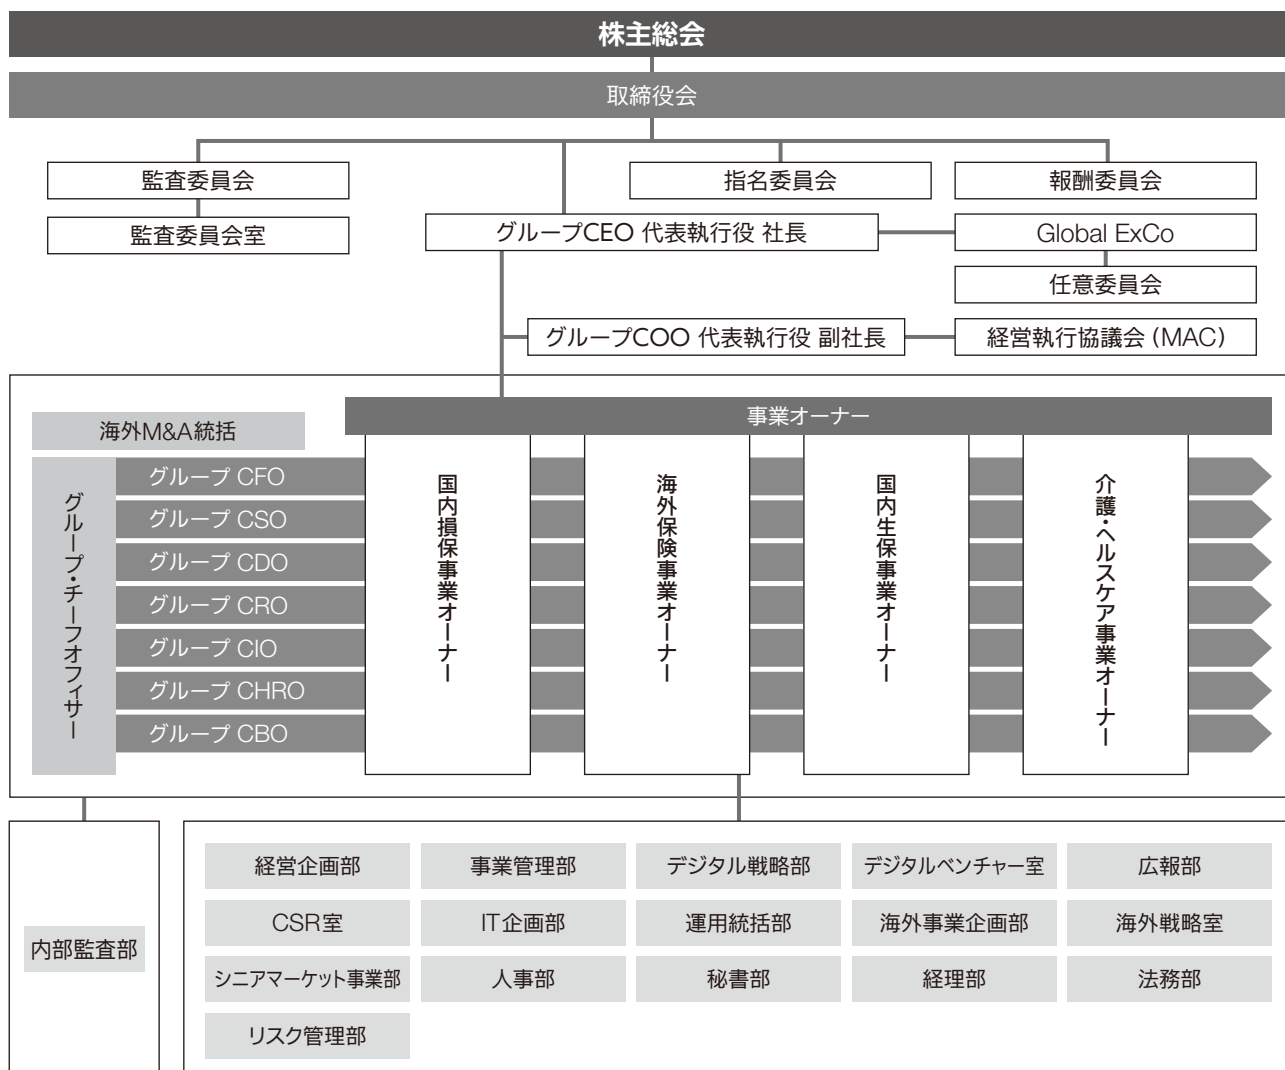 株主総会
取締役会
監査委員会
指名委員会
報酬委員会
監査委員会室
グループCEO 代表執行役 社長
Global ExCo
任意委員会
グループCOO 代表執行役 副社長
経営執行協議会 (MAC)
海外M&A統括
事業オーナー
グループ・チーフオフィサー
グループ CFO
グループ CSO
グループ CDO
グループ CRO
グループ CIO
グループ CHRO
グループ CBO
国内損保事業オーナー
海外保険事業オーナー
国内生保事業オーナー
介護・ヘルスケア事業オーナー
内部監査部
経営企画部
事業管理部
デジタル戦略部
デジタルベンチャー室
広報部
CSR室
IT企画部
運用統括部
海外事業企画部
海外戦略室
シニアマーケット事業部
人事部
秘書部
経理部
法務部
リスク管理部